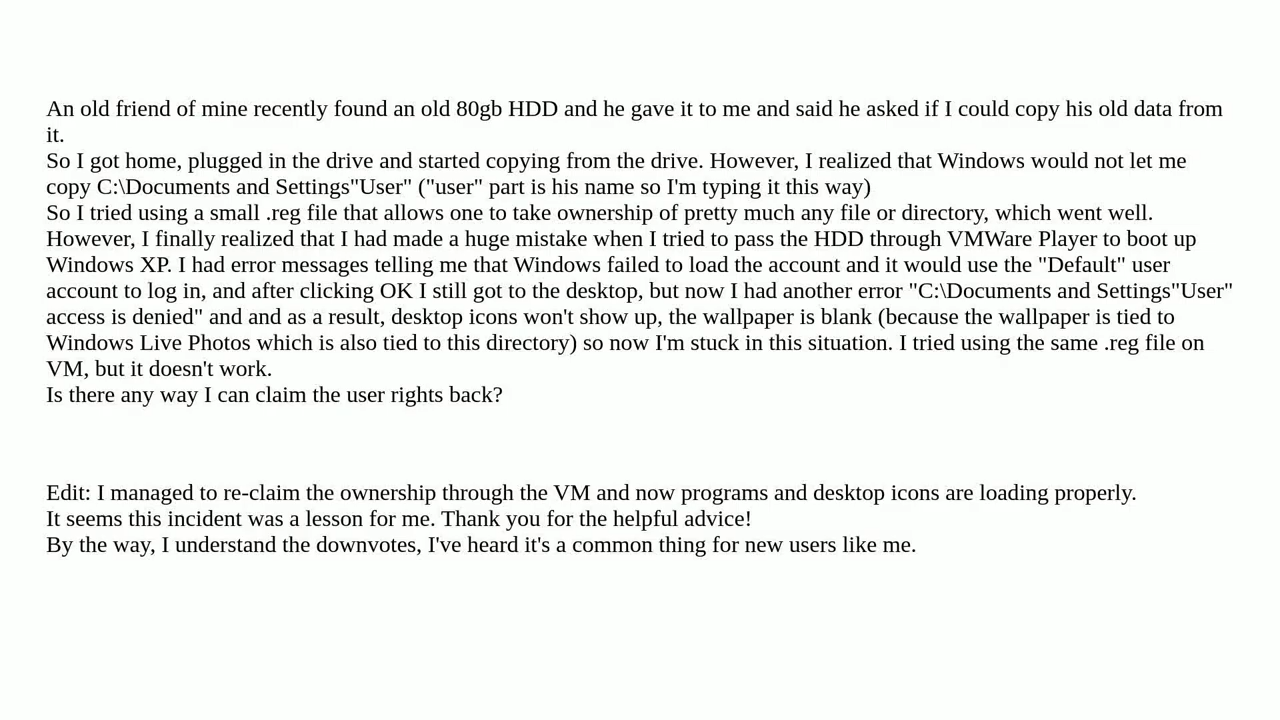 An old friend of mine recently found an old 80gb HDD and he gave it to me and said he asked if I could copy his old data from
it.
So I got home, plugged in the drive and started copying from the drive. However, I realized that Windows would not let me
copy C:\Documents and Settings"User" ("user" part is his name so I'm typing it this way)
So I tried using a small .reg file that allows one to take ownership of pretty much any file or directory, which went well.
However, I finally realized that I had made a huge mistake when I tried to pass the HDD through VMWare Player to boot up
Windows XP. I had error messages telling me that Windows failed to load the account and it would use the "Default" user
account to log in, and after clicking OK I still got to the desktop, but now I had another error "C:\Documents and Settings"User"
access is denied" and and as a result, desktop icons won't show up, the wallpaper is blank (because the wallpaper is tied to
Windows Live Photos which is also tied to this directory) so now I'm stuck in this situation. I tried using the same .reg file on
VM, but it doesn't work.
Is there any way I can claim the user rights back?
Edit: I managed to re-claim the ownership through the VM and now programs and desktop icons are loading properly.
It seems this incident was a lesson for me. Thank you for the helpful advice!
By the way, I understand the downvotes, I've heard it's a common thing for new users like me.